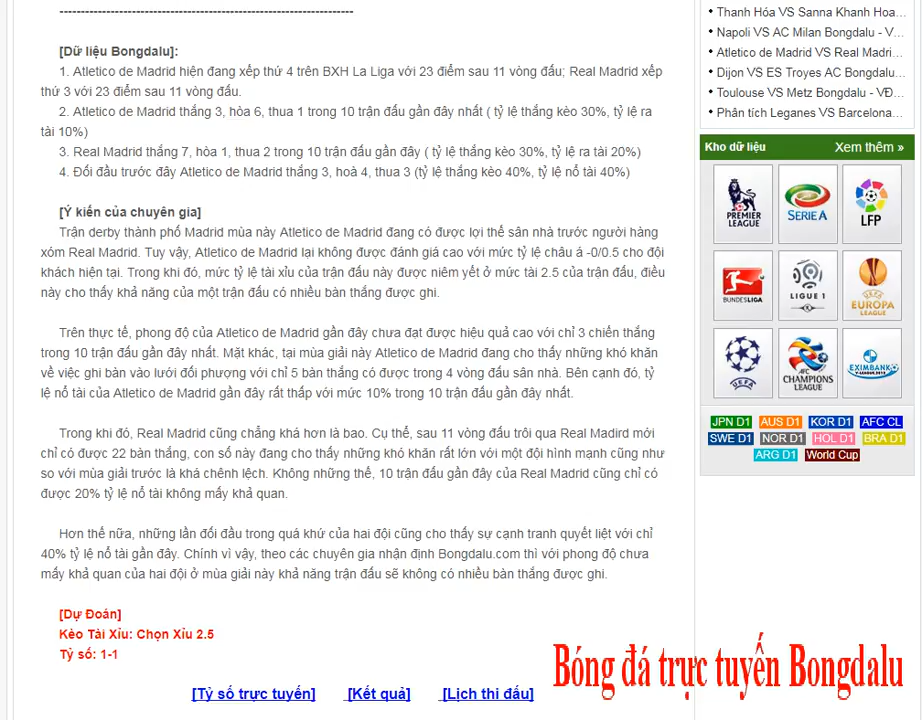 --------------------------------------------------------------------
[Dữ liệu Bongdalu]:
1. Atletico de Madrid hiện đang xếp thứ 4 trên BXH La Liga với 23 điểm sau 11 vòng đấu; Real Madrid xếp
thứ 3 với 23 điểm sau 11 vòng đấu.
2. Atletico de Madrid thắng 3, hòa 6, thua 1 trong 10 trận đấu gần đây nhất ( tỷ lệ thắng kèo 30%, tỷ lệ ra
tài 10%)
3. Real Madrid thắng 7, hòa 1, thua 2 trong 10 trận đấu gần đây ( tỷ lệ thắng kèo 30%, tỷ lệ ra tài 20%)
4. Đối đầu trước đây Atletico de Madrid thắng 3, hoà 4, thua 3 (tỷ lệ thắng kèo 40%, tỷ lệ nổ tài 40%)
[Ý kiến của chuyên gia]
Trận derby thành phố Madrid mùa này Atletico de Madrid đang có được lợi thế sân nhà trước người hàng
xóm Real Madrid. Tuy vậy, Atletico de Madrid lại không được đánh giá cao với mức tỷ lệ châu á -0/0.5 cho đội
khách hiện tại. Trong khi đó, mức tỷ lệ tài xỉu của trận đấu này được niêm yết ở mức tài 2.5 của trận đấu, điều
này cho thấy khả năng của một trận đấu có nhiều bàn thắng được ghi.
Trên thực tế, phong độ của Atletico de Madrid gần đây chưa đạt được hiệu quả cao với chỉ 3 chiến thắng
trong 10 trận đấu gần đây nhất. Mặt khác, tại mùa giải này Atletico de Madrid đang cho thấy những khó khăn
về việc ghi bàn vào lưới đối phượng với chỉ 5 bàn thắng có được trong 4 vòng đấu sân nhà. Bên cạnh đó, tỷ
lệ nổ tài của Atletico de Madrid gần đây rất thấp với mức 10% trong 10 trận đấu gần đây nhất.
Trong khi đó, Real Madrid cũng chẳng khá hơn là bao. Cụ thể, sau 11 vòng đấu trôi qua Real Madird mới
chỉ có được 22 bàn thắng, con số này đang cho thấy những khó khăn rất lớn với một đội hình mạnh cũng như
so với mùa giải trước là khá chênh lệch. Không những thế, 10 trận đấu gần đây của Real Madrid cũng chỉ có
được 20% tỷ lệ nổ tài không mấy khả quan.
Hơn thế nữa, những lần đối đầu trong quá khứ của hai đội cũng cho thấy sự cạnh tranh quyết liệt với chỉ
40% tỷ lệ nổ tài gần đây. Chính vì vậy, theo các chuyên gia nhận định Bongdalu.com thì với phong độ chưa
mấy khả quan của hai đội ở mùa giải này khả năng trận đấu sẽ không có nhiều bàn thắng được ghi.
[Dự Đoán]
Kèo Tài Xỉu: Chọn Xỉu 2.5
Tỷ số: 1-1
[Tỷ số trực tuyến] [Kết quả] [Lịch thi đấu]
• Thanh Hóa VS Sanna Khanh Hoa...
• Napoli VS AC Milan Bongdalu - V...
• Atletico de Madrid VS Real Madri...
• Dijon VS ES Troyes AC Bongdalu...
• Toulouse VS Metz Bongdalu - VĐ...
• Phân tích Leganes VS Barcelona...
Kho dữ liệu Xem thêm »
PREMIER LEAGUE
SERIE A
LFP
BUNDESLIGA
LIGUE 1
UEFA EUROPA LEAGUE
UEFA
AFC CHAMPIONS LEAGUE
EXIMBANK
JPN D1 AUS D1 KOR D1 AFC CL
SWE D1 NOR D1 HOL D1 BRA D1
ARG D1 World Cup
Bóng đá trực tuyến Bongdalu